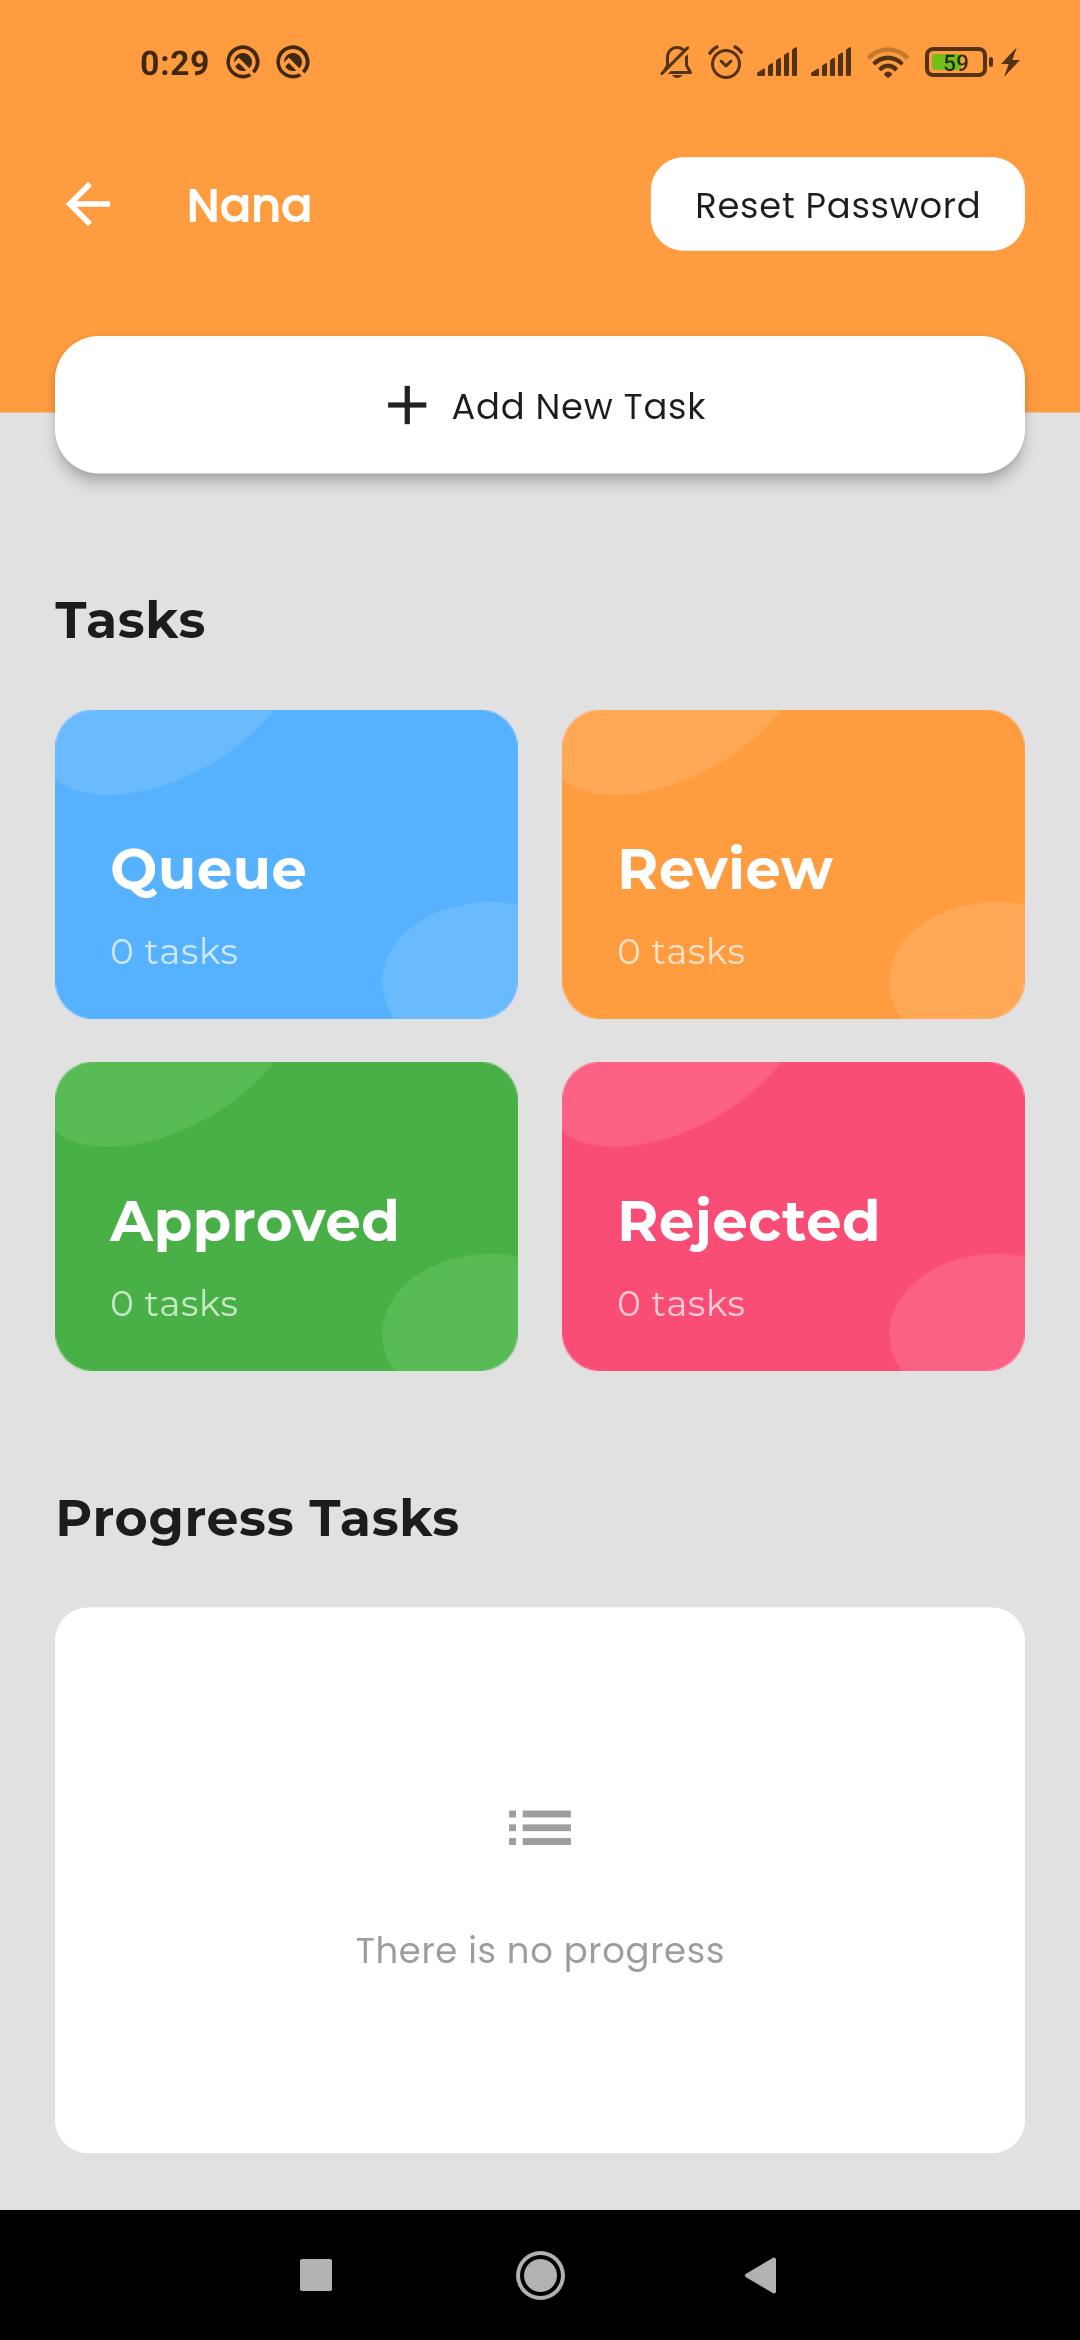 0:29
59
Nana
Reset Password
Add New Task
Tasks
Queue
0 tasks
Review
0 tasks
Approved
0 tasks
Rejected
0 tasks
Progress Tasks
There is no progress